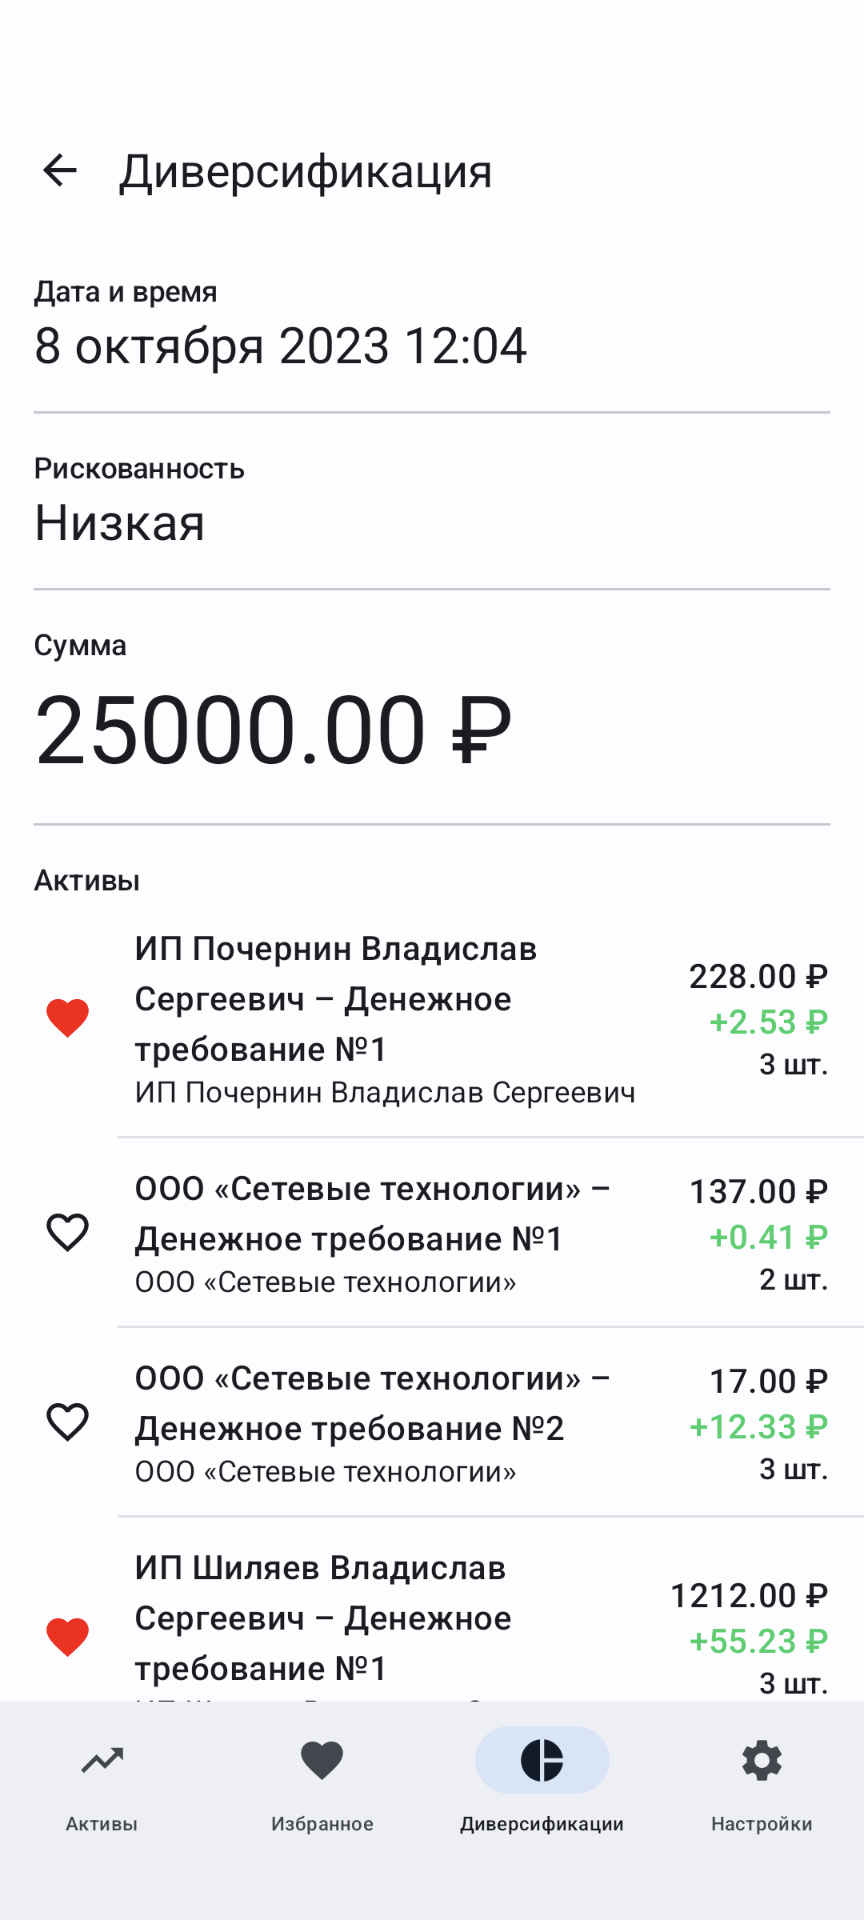 Диверсификация
Дата и время
8 октября 2023 12:04
Рискованность
Низкая
Сумма
25000.00 ₽
Активы
ИП Почернин Владислав
Сергеевич – Денежное
требование №1
ИП Почернин Владислав Сергеевич
228.00 ₽
+2.53 ₽
3 шт.
ООО «Сетевые технологии» –
Денежное требование №1
ООО «Сетевые технологии»
137.00 ₽
+0.41 ₽
2 шт.
ООО «Сетевые технологии» –
Денежное требование №2
ООО «Сетевые технологии»
17.00 ₽
+12.33 ₽
3 шт.
ИП Шиляев Владислав
Сергеевич – Денежное
требование №1
1212.00 ₽
+55.23 ₽
3 шт.
Активы
Избранное
Диверсификации
Настройки